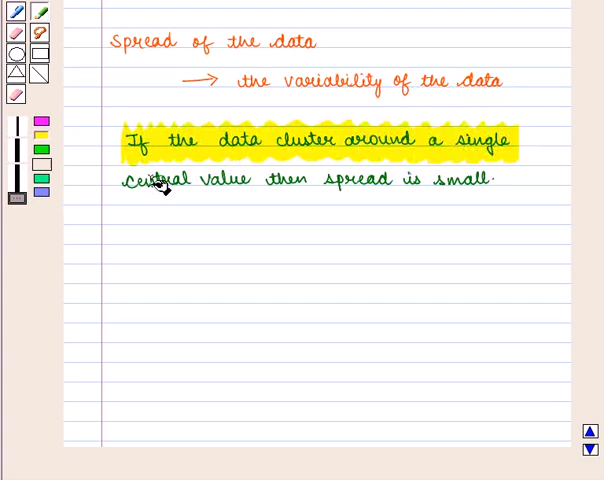 Spread of the data
→ the variability of the data
If the data cluster around a single
central value then spread is small.